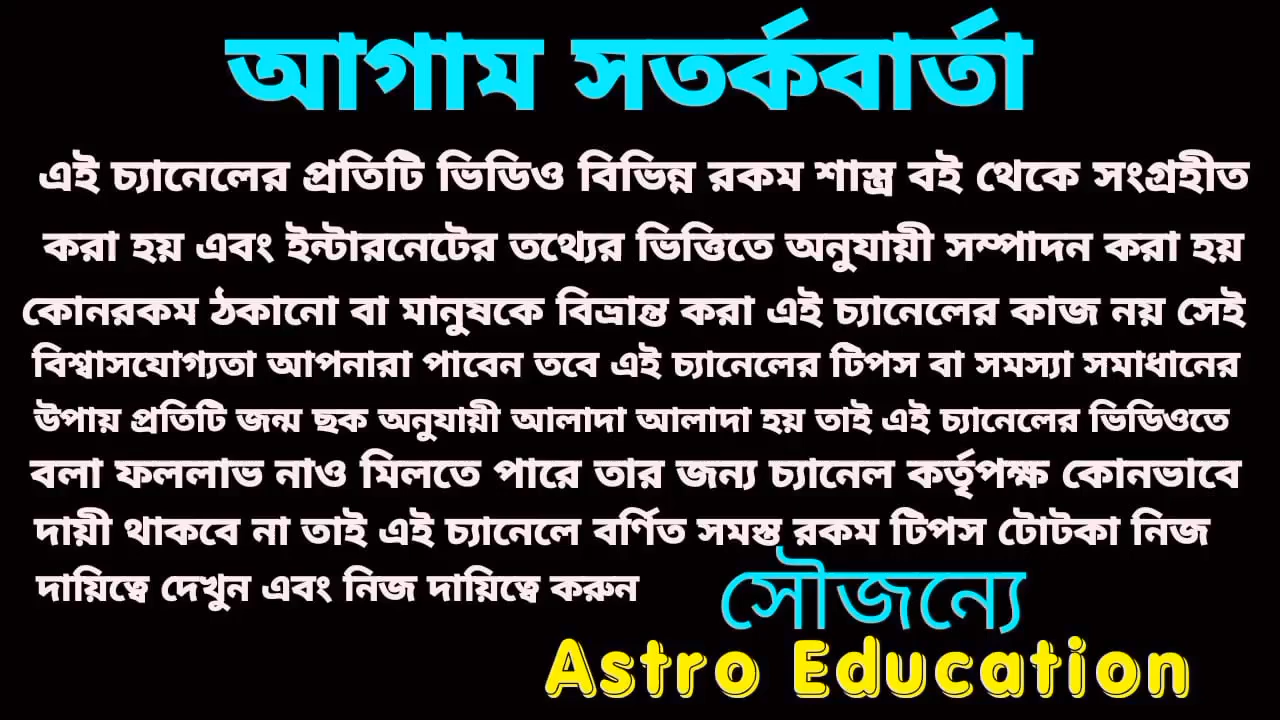 আগাম সতর্কবার্তা
এই চ্যানেলের প্রতিটি ভিডিও বিভিন্ন রকম শাস্ত্র বই থেকে সংগ্রহীত
করা হয় এবং ইন্টারনেটের তথ্যের ভিত্তিতে অনুযায়ী সম্পাদন করা হয়
কোনরকম ঠকানো বা মানুষকে বিভ্রান্ত করা এই চ্যানেলের কাজ নয় সেই
বিশ্বাসযোগ্যতা আপনারা পাবেন তবে এই চ্যানেলের টিপস বা সমস্যা সমাধানের
উপায় প্রতিটি জন্ম ছক অনুযায়ী আলাদা আলাদা হয় তাই এই চ্যানেলের ভিডিওতে
বলা ফললাভ নাও মিলতে পারে তার জন্য চ্যানেল কর্তৃপক্ষ কোনভাবে
দায়ী থাকবে না তাই এই চ্যানেলে বর্ণিত সমস্ত রকম টিপস টোটকা নিজ
দায়িত্বে দেখুন এবং নিজ দায়িত্বে করুন
সৌজন্যে
Astro Education